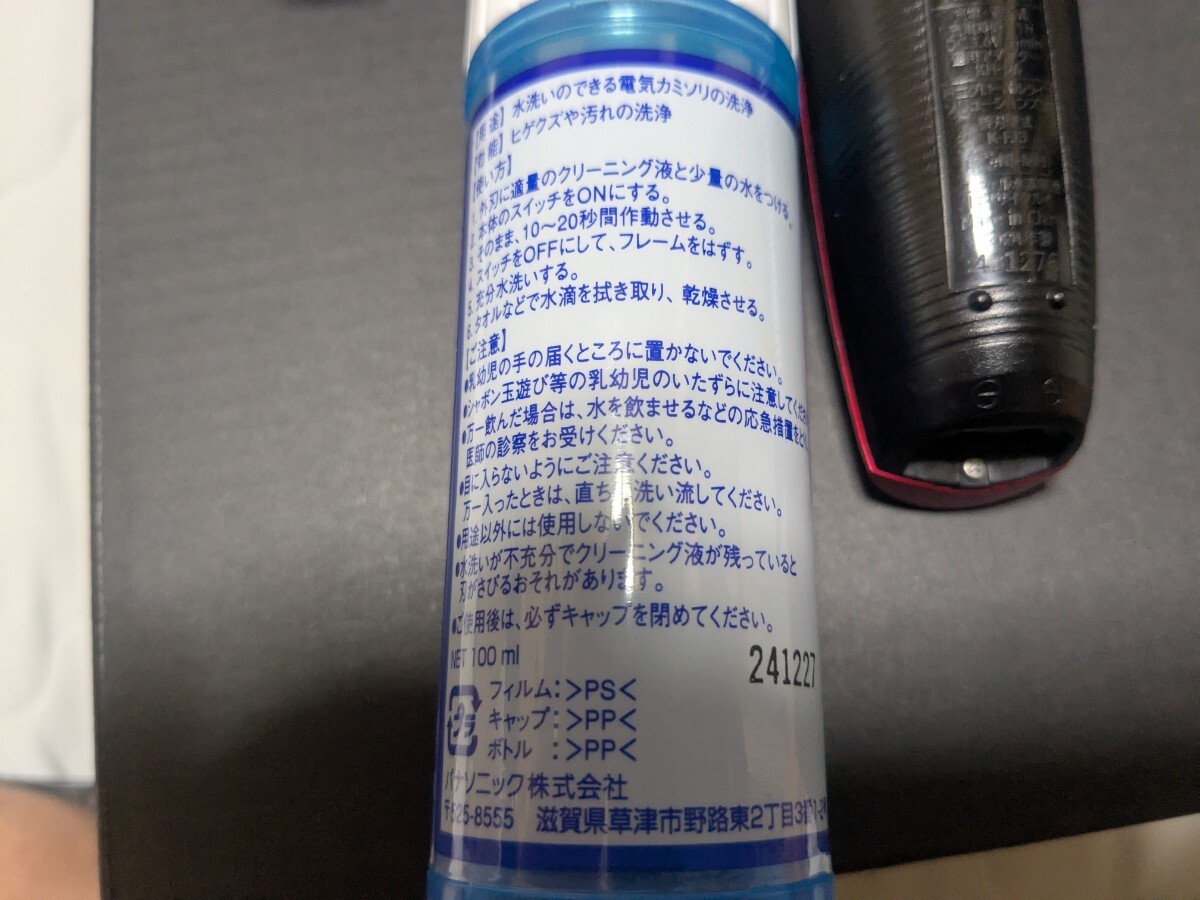 【用途】水洗いのできる電気カミソリの洗浄
【効能】ヒゲクズや汚れの洗浄
【使い方】
1. 外刃に適量のクリーニング液と少量の水をつける。
2. 本体のスイッチをONにする。
3. そのまま、10～20秒間作動させる。
4. スイッチをOFFにして、フレームをはずす。
5. 充分水洗いする。
6. タオルなどで水滴を拭き取り、乾燥させる。
【ご注意】
●乳幼児の手の届くところに置かないでください。
●シャボン玉遊び等の乳幼児のいたずらに注意してくださ
●万一飲んだ場合は、水を飲ませるなどの応急措置をと
医師の診察をお受けください。
●目に入らないようにご注意ください。
万一入ったときは、直ち 洗い流してください。
●用途以外には使用しないでください。
●水洗いが不充分でクリーニング液が残っていると
刃がさびるおそれがあります。
●ご使用後は、必ずキャップを閉めてください。
NET 100 ml
241227
プラ
フィルム：>PS<
キャップ：>PP<
ボトル ：>PP<
パナソニック株式会社
〒525-8555 滋賀県草津市野路東2丁目3番